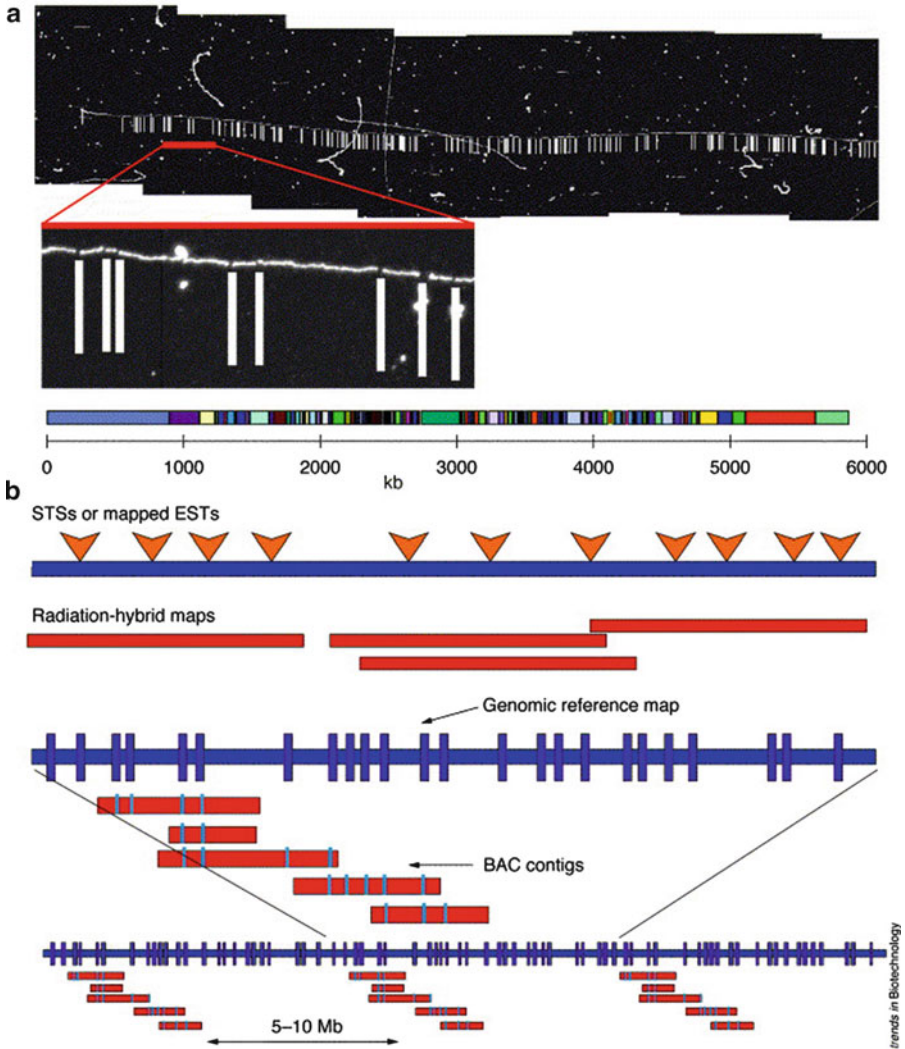 a
0 1000 2000 3000 4000 5000 6000
kb
b
STSs or mapped ESTs
Radiation-hybrid maps
Genomic reference map
BAC contigs
5–10 Mb
trends in Biotechnology